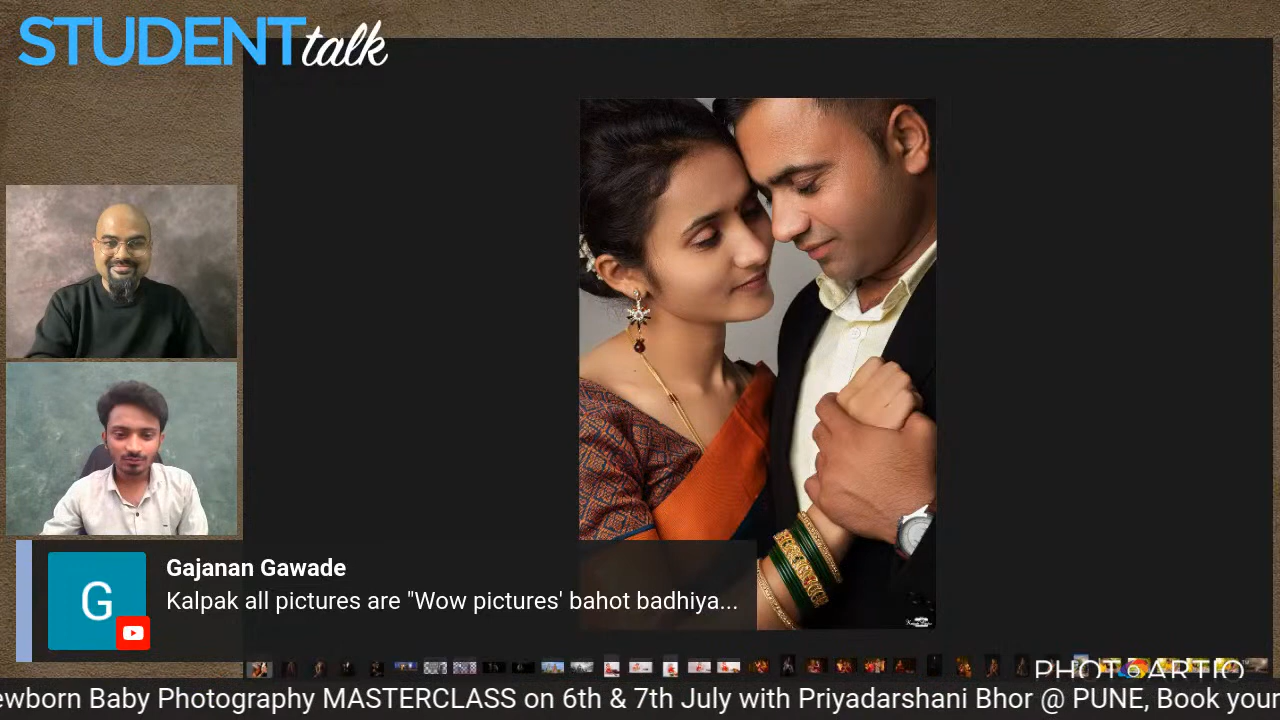 STUDENT talk
G
Gajanan Gawade
Kalpak all pictures are "Wow pictures' bahot badhiya...
PHOTOARTIO
ewborn Baby Photography MASTERCLASS on 6th & 7th July with Priyadarshani Bhor @ PUNE, Book your